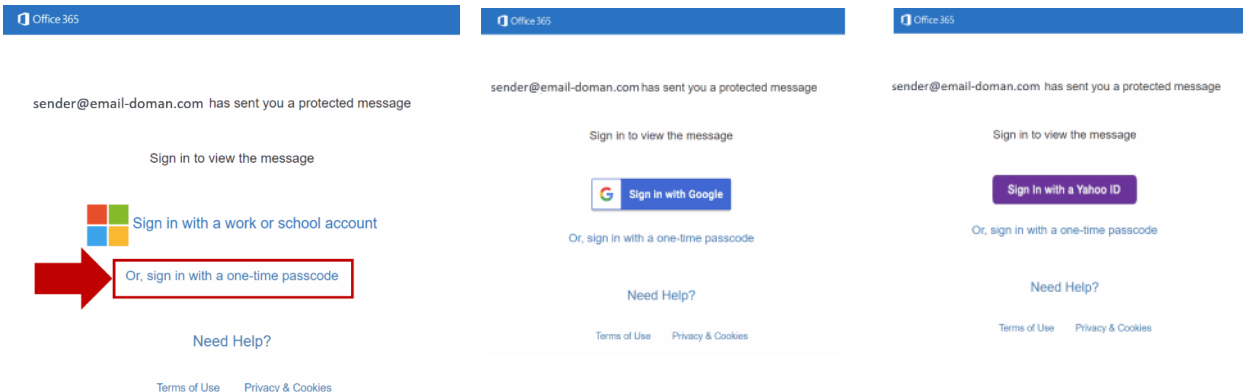 Office 365
sender@email-doman.com has sent you a protected message
Sign in to view the message
Sign in with a work or school account
Or, sign in with a one-time passcode
Need Help?
Terms of Use Privacy & Cookies
Office 365
sender@email-doman.com has sent you a protected message
Sign in to view the message
Sign in with Google
Or, sign in with a one-time passcode
Need Help?
Terms of Use Privacy & Cookies
Office 365
sender@email-doman.com has sent you a protected message
Sign in to view the message
Sign In with a Yahoo ID
Or, sign in with a one-time passcode
Need Help?
Terms of Use Privacy & Cookies